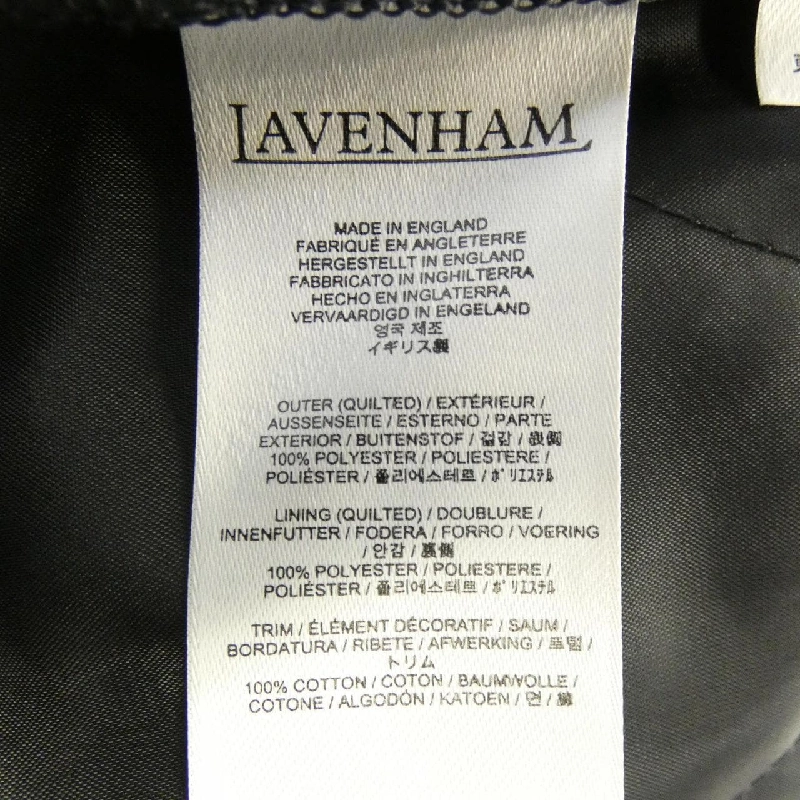 LAVENHAM
MADE IN ENGLAND
FABRIQUÉ EN ANGLETERRE
HERGESTELLT IN ENGLAND
FABBRICATO IN INGHILTERRA
HECHO EN INGLATERRA
VERVAARDIGD IN ENGELAND
영국 제조
イギリス製
OUTER (QUILTED) / EXTÉRIEUR /
AUSSENSEITE / ESTERNO / PARTE
EXTERIOR / BUITENSTOF / 겉감 / 表側
100% POLYESTER / POLIESTERE /
POLIÉSTER / 폴리에스테르 / ポリエステル
LINING (QUILTED) / DOUBLURE /
INNENFUTTER / FODERA / FORRO / VOERING
/ 안감 / 裏側
100% POLYESTER / POLIESTERE /
POLIÉSTER / 폴리에스테르 / ポリエステル
TRIM / ÉLÉMENT DÉCORATIF / SAUM /
BORDATURA / RIBETE / AFWERKING / 트림 /
トリム
100% COTTON / COTON / BAUMWOLLE /
COTONE / ALGODÓN / KATOEN / 면 / 綿